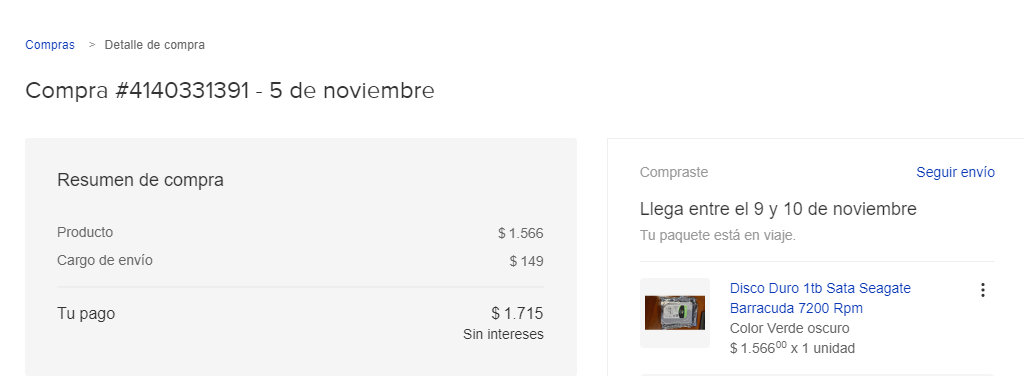 Compras > Detalle de compra
Compra #4140331391 - 5 de noviembre
Resumen de compra
Producto $ 1.566
Cargo de envío $ 149
Tu pago $ 1.715
Sin intereses
Compraste Seguir envío
Llega entre el 9 y 10 de noviembre
Tu paquete está en viaje.
Disco Duro 1tb Sata Seagate
Barracuda 7200 Rpm
Color Verde oscuro
$ 1.566⁰⁰ x 1 unidad